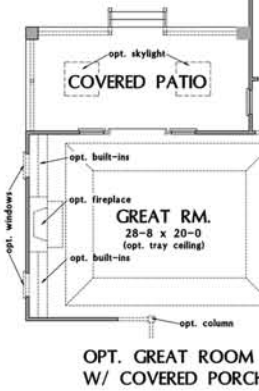 opt. skylight
COVERED PATIO
opt. built-ins
opt. windows
opt. fireplace
GREAT RM.
28-8 x 20-0
(opt. tray ceiling)
opt. built-ins
opt. column
OPT. GREAT ROOM
W/ COVERED PORCH